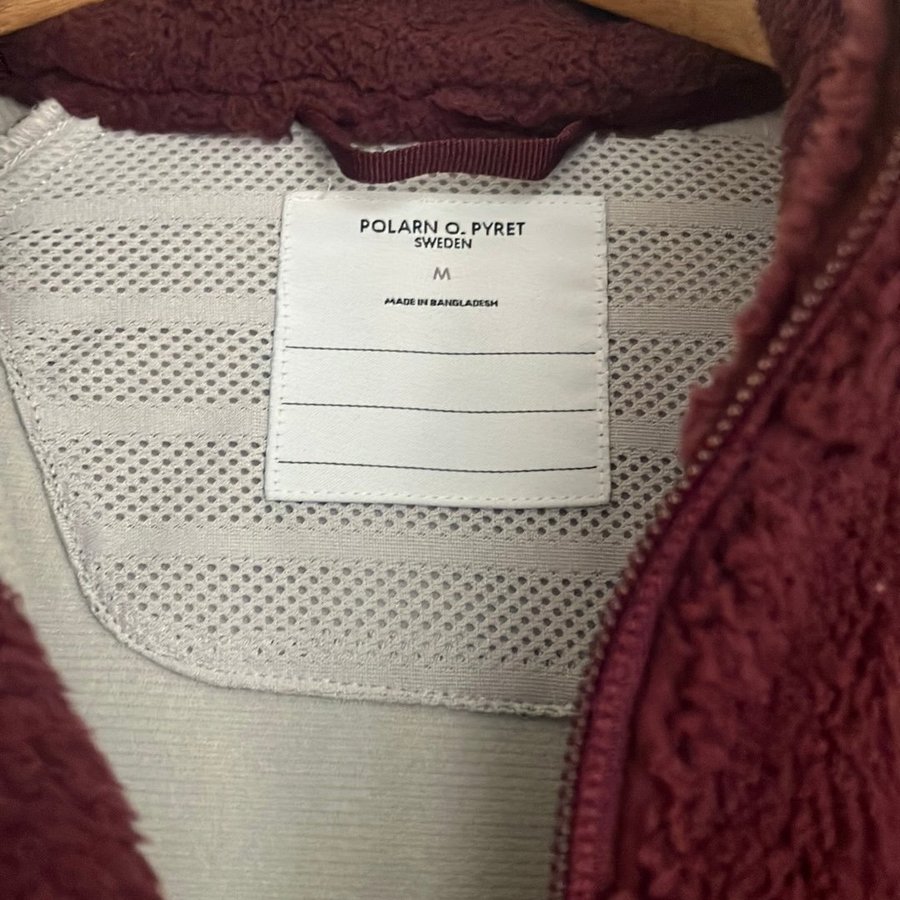 POLARN O. PYRET
SWEDEN
M
MADE IN BANGLADESH